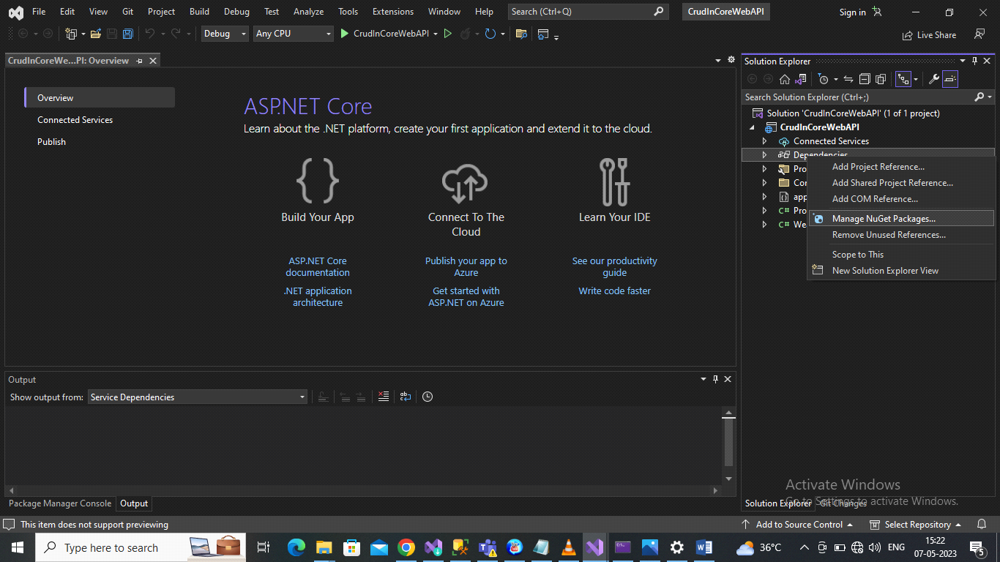 File Edit View Git Project Build Debug Test Analyze Tools Extensions Window Help Search (Ctrl+Q) CrudInCoreWebAPI Sign in
Debug Any CPU CrudInCoreWebAPI Live Share
CrudInCoreWe...PI: Overview
Overview
Connected Services
Publish
ASP.NET Core
Learn about the .NET platform, create your first application and extend it to the cloud.
Build Your App
Connect To The
Cloud
Learn Your IDE
ASP.NET Core
documentation
.NET application
architecture
Publish your app to
Azure
Get started with
ASP.NET on Azure
See our productivity
guide
Write code faster
Solution Explorer
Search Solution Explorer (Ctrl+;)
Solution 'CrudInCoreWebAPI' (1 of 1 project)
CrudInCoreWebAPI
Connected Services
Dependencies
Pro
Con
app
C# Pro
C# We
Add Project Reference...
Add Shared Project Reference...
Add COM Reference...
Manage NuGet Packages...
Remove Unused References...
Scope to This
New Solution Explorer View
Output
Show output from: Service Dependencies
Package Manager Console Output
Activate Windows
Go to Settings to activate Windows.
Solution Explorer Git Changes
This item does not support previewing
Add to Source Control Select Repository
Type here to search
36°C ENG
15:22
07-05-2023
5